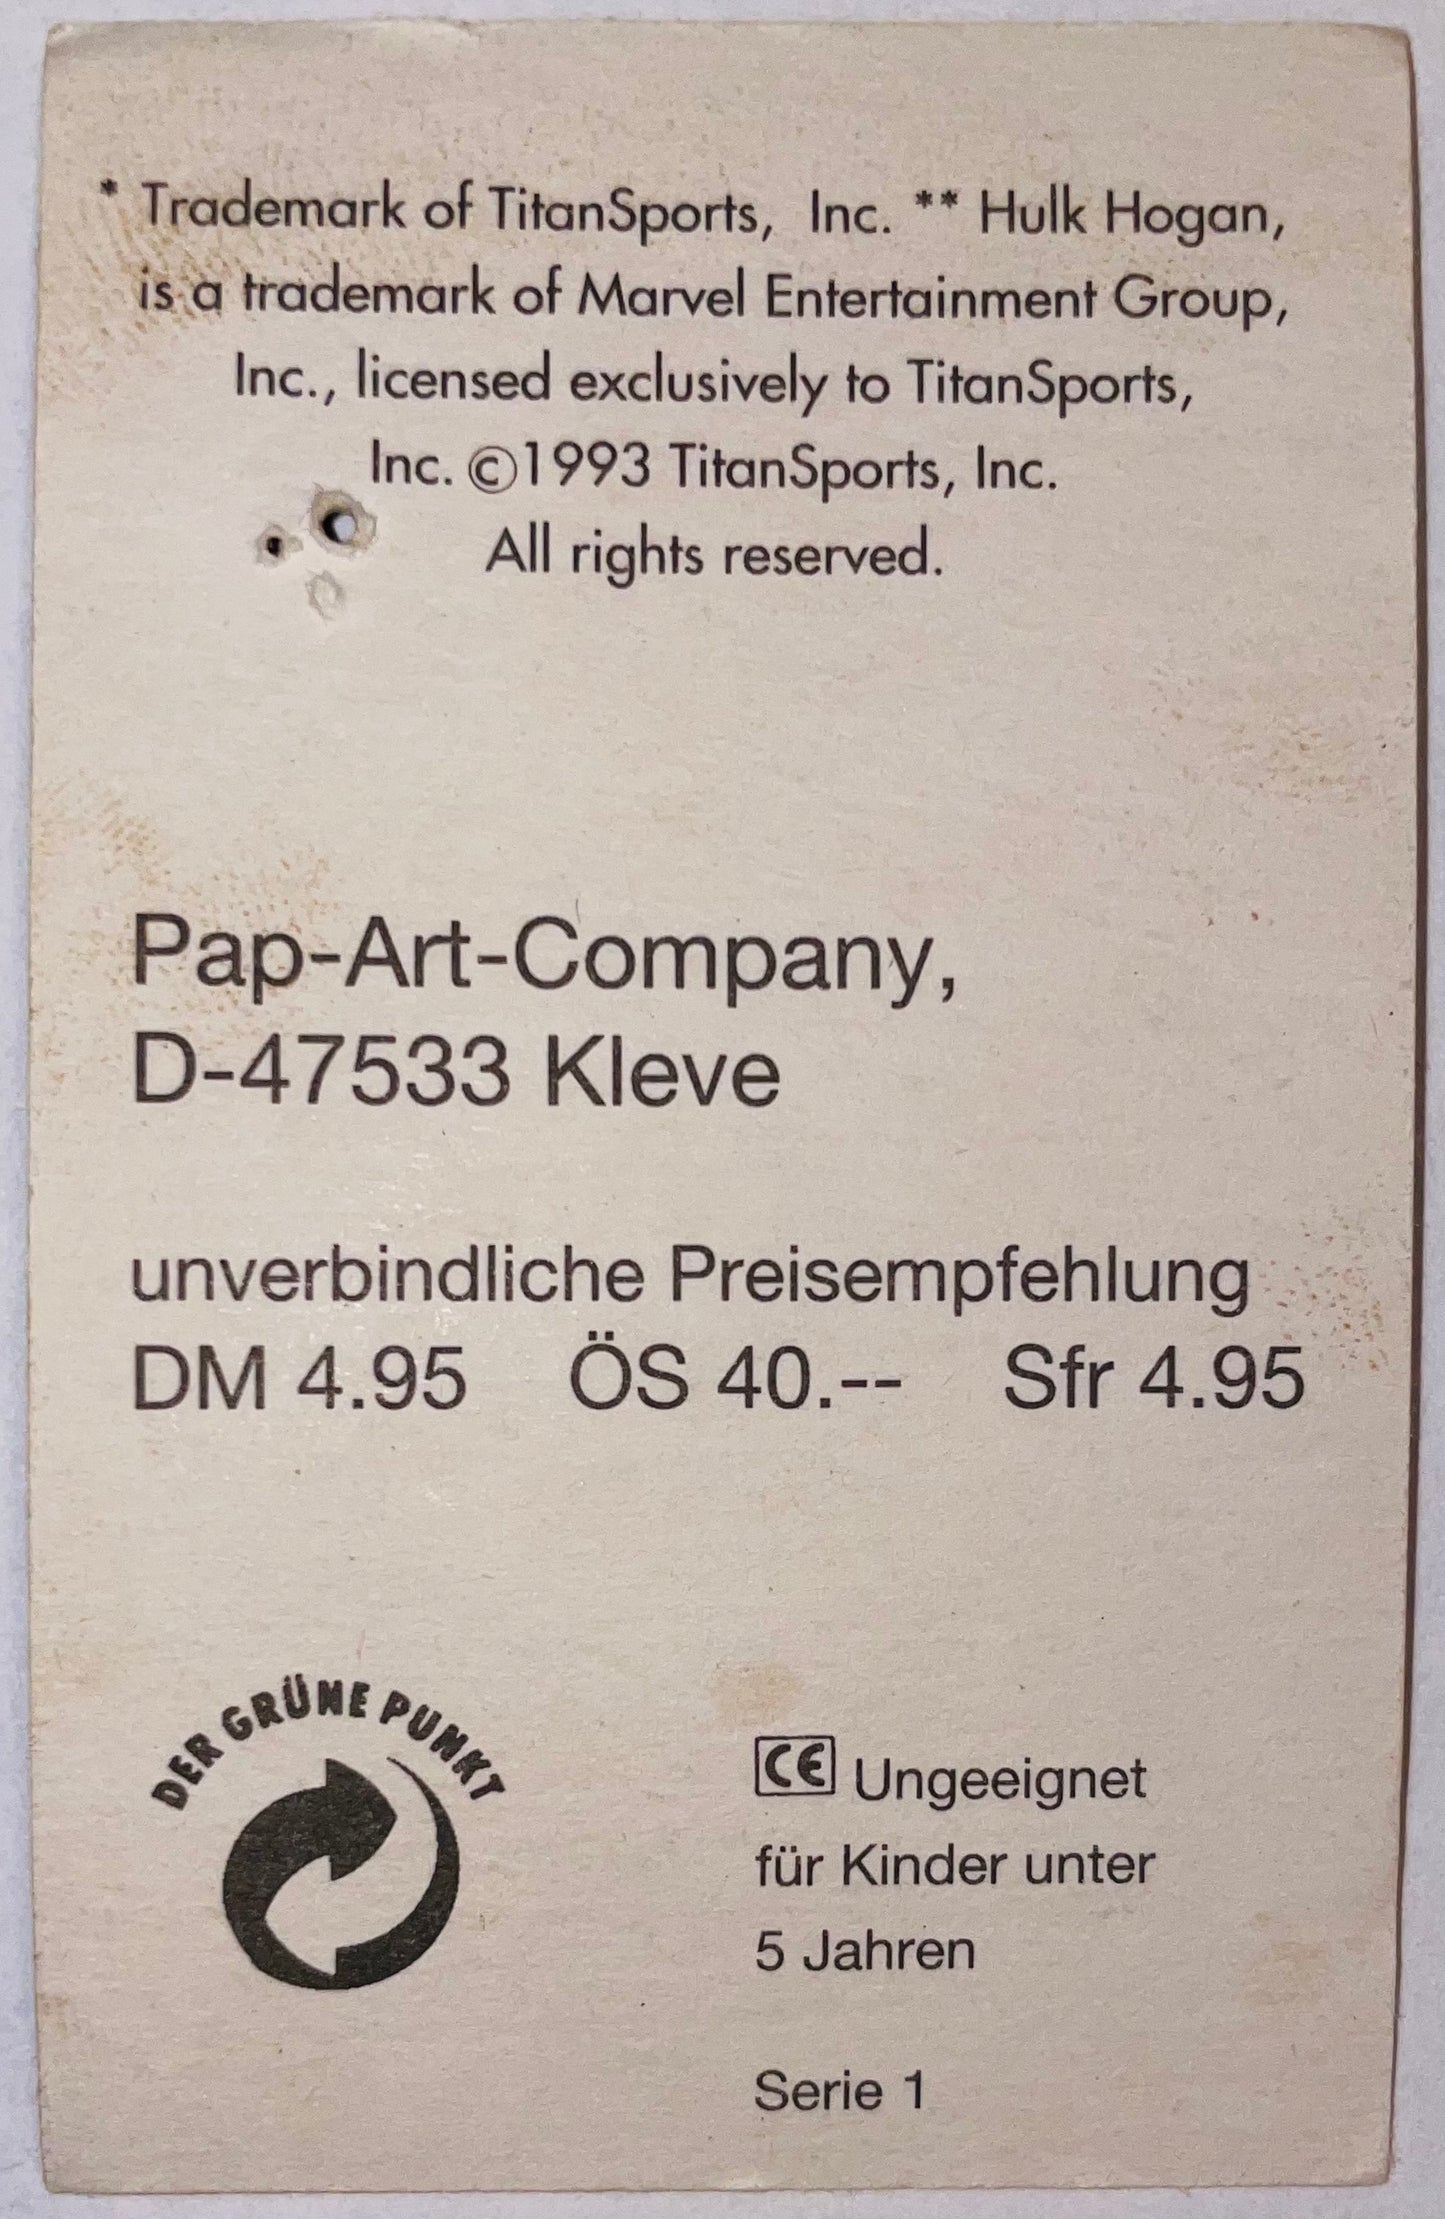 * Trademark of TitanSports, Inc. ** Hulk Hogan,
is a trademark of Marvel Entertainment Group,
Inc., licensed exclusively to TitanSports,
Inc. ©1993 TitanSports, Inc.
All rights reserved.
Pap-Art-Company,
D-47533 Kleve
unverbindliche Preisempfehlung
DM 4.95 ÖS 40.-- Sfr 4.95
DER GRÜNE PUNKT
CE Ungeeignet
für Kinder unter
5 Jahren
Serie 1